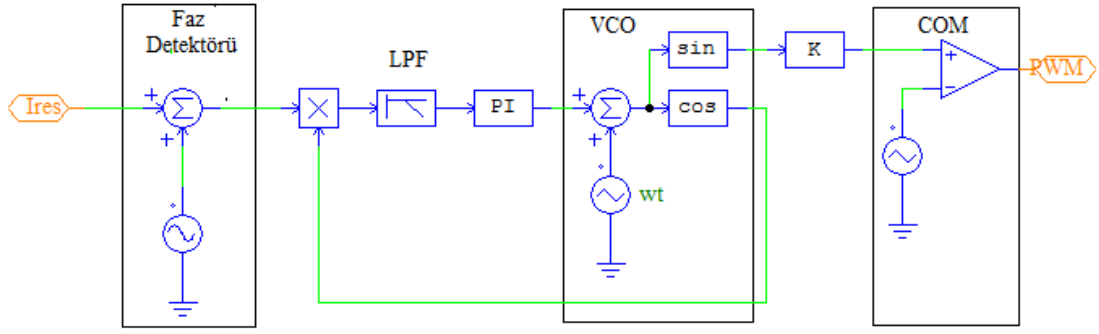 Faz
Detektörü
LPF
VCO
COM
Ires
PI
sin
cos
wt
K
PWM